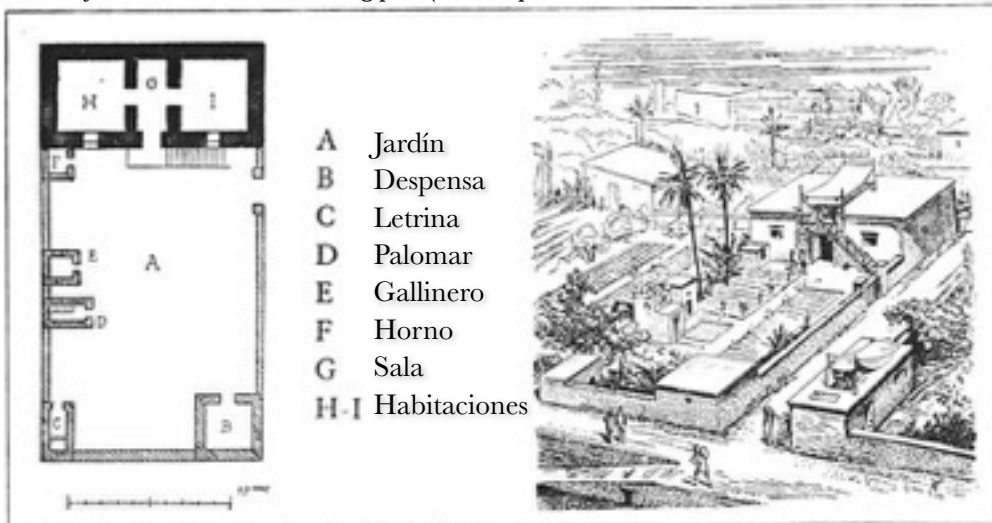 H
G
I
F
E
A
D
C
B
A Jardín
B Despensa
C Letrina
D Palomar
E Gallinero
F Horno
G Sala
H-I Habitaciones